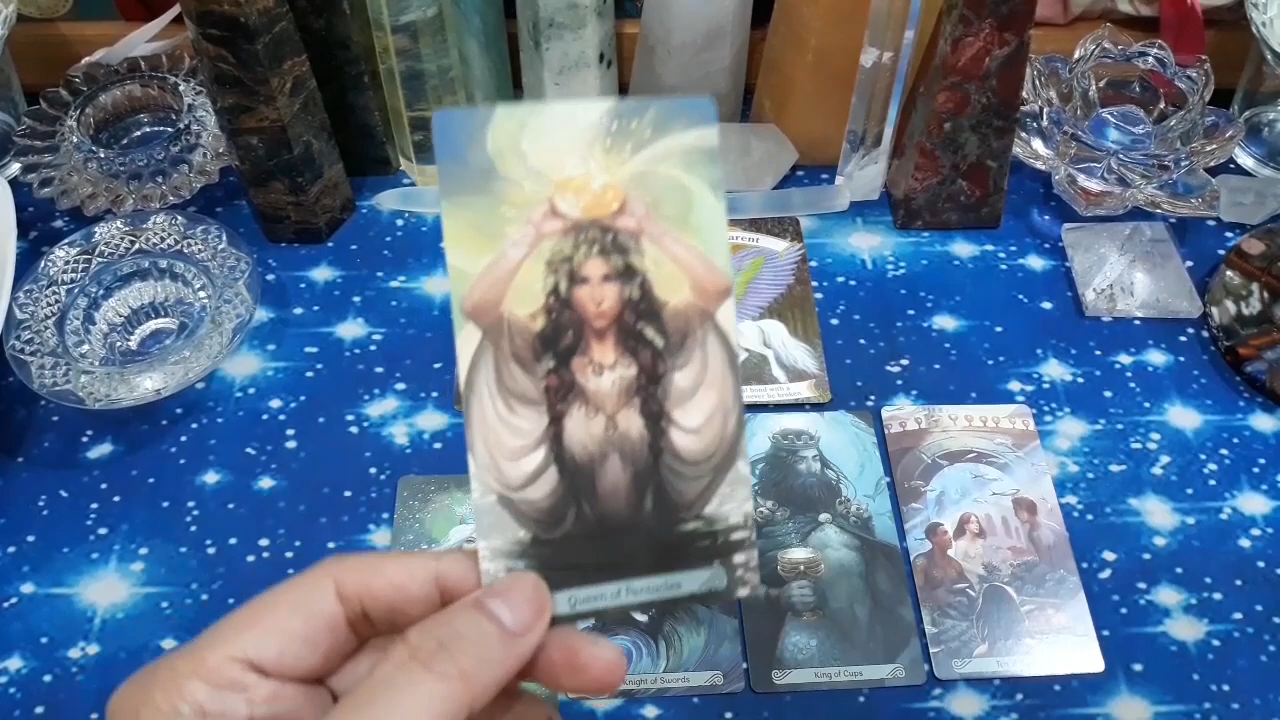 arent
l bond with a
never be broken
Queen of Pentacles
Knight of Swords
King of Cups